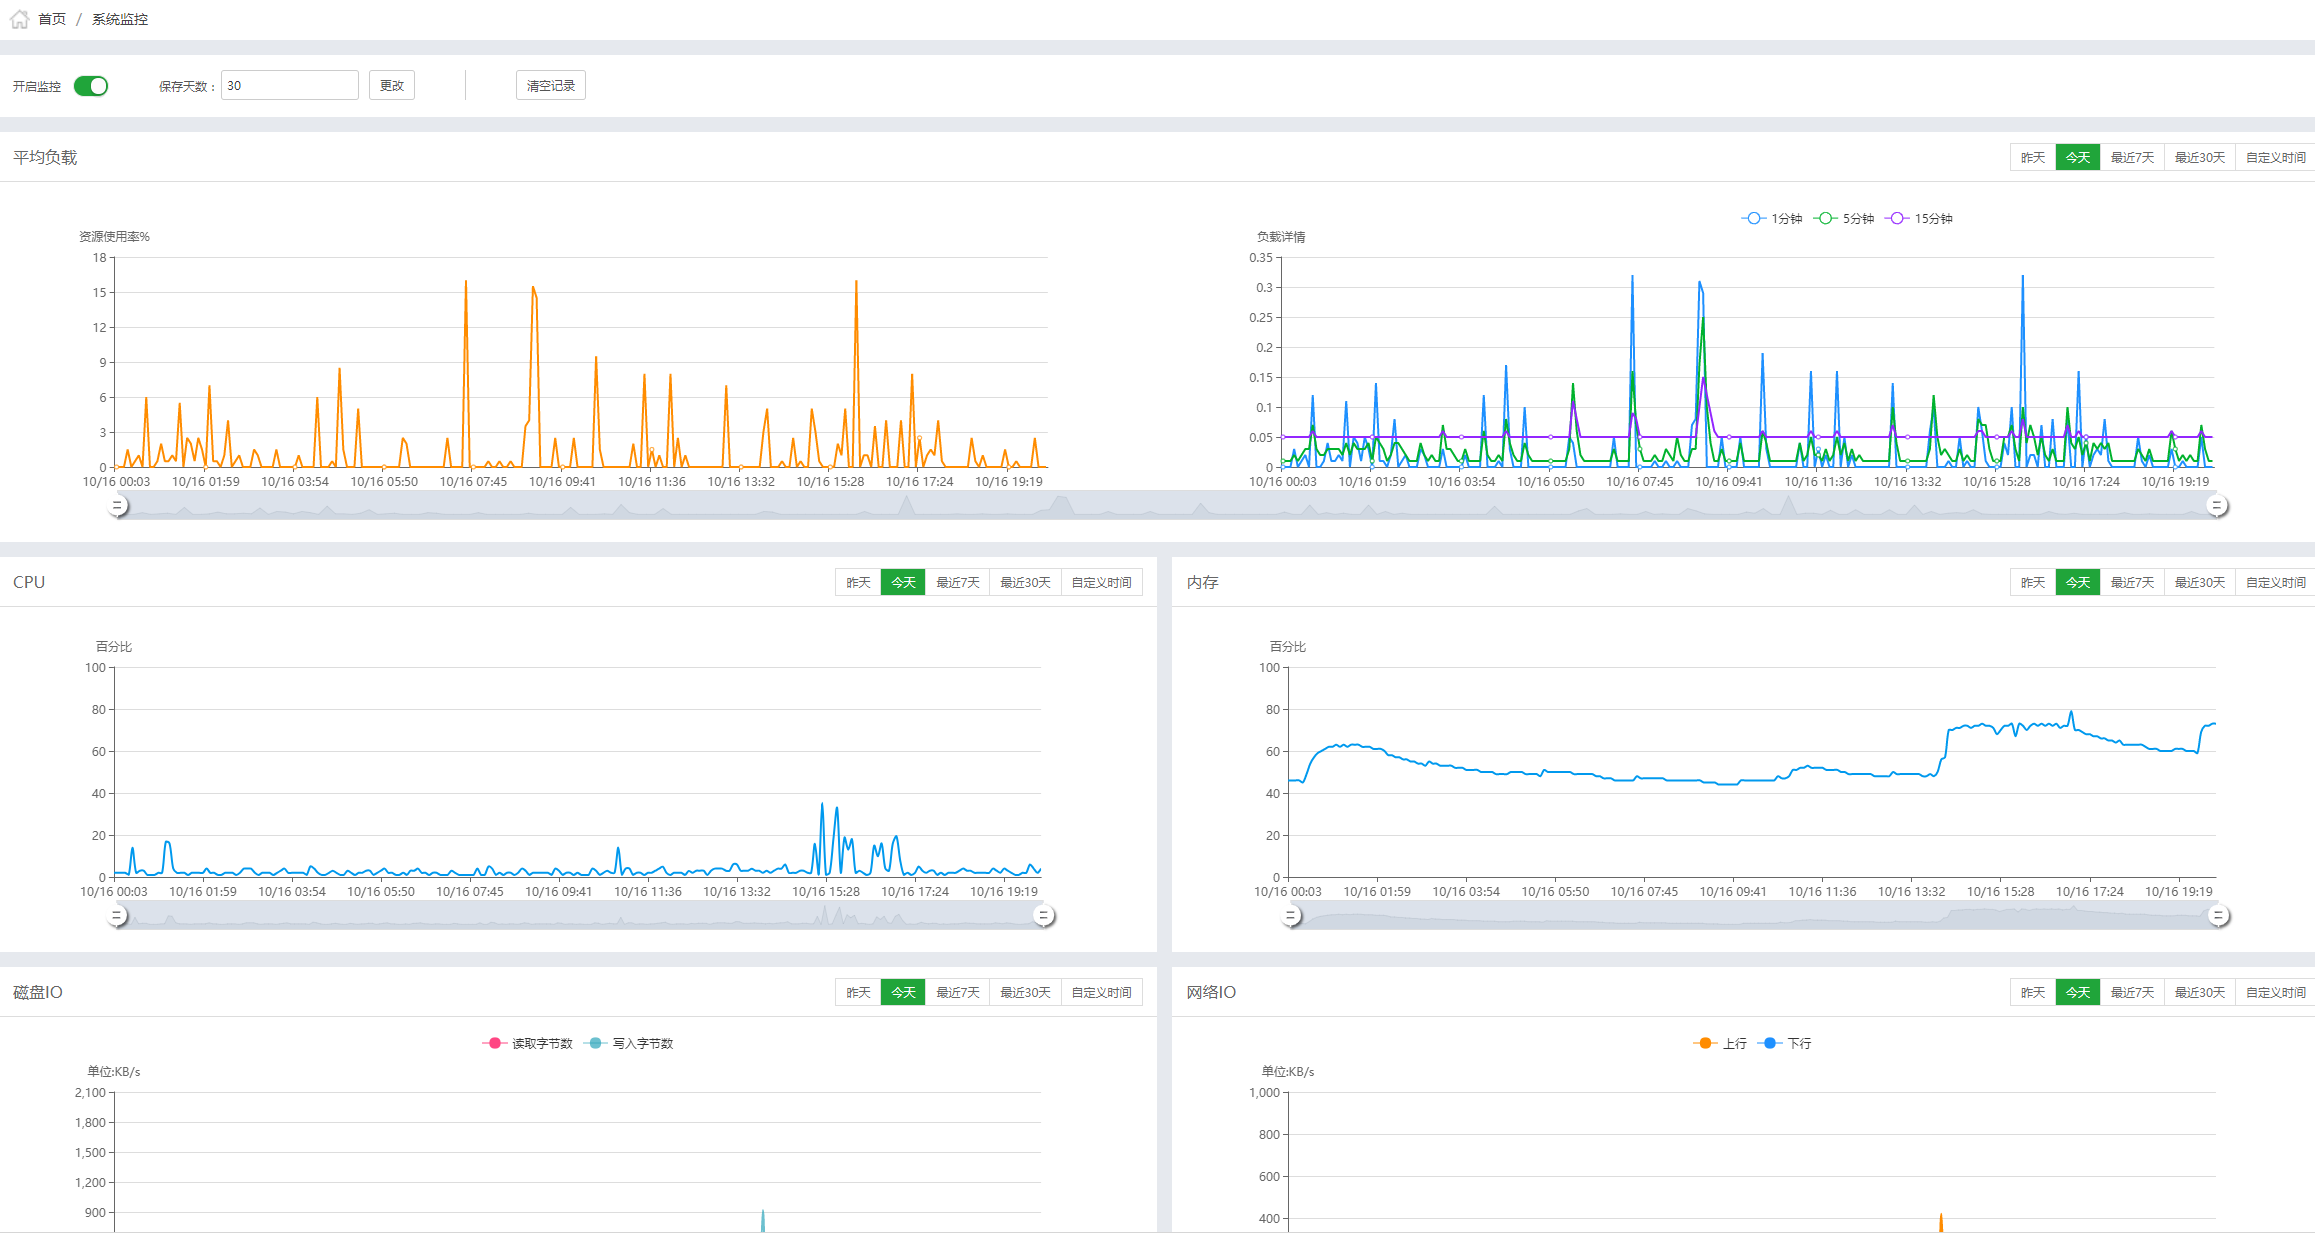 首页 / 系统监控
开启监控 保存天数： 30 更改 清空记录
平均负载 昨天 今天 最近7天 最近30天 自定义时间
资源使用率%
18
15
12
9
6
3
0
10/16 00:03 10/16 01:59 10/16 03:54 10/16 05:50 10/16 07:45 10/16 09:41 10/16 11:36 10/16 13:32 10/16 15:28 10/16 17:24 10/16 19:19
1分钟 5分钟 15分钟
负载详情
0.35
0.3
0.25
0.2
0.15
0.1
0.05
0
10/16 00:03 10/16 01:59 10/16 03:54 10/16 05:50 10/16 07:45 10/16 09:41 10/16 11:36 10/16 13:32 10/16 15:28 10/16 17:24 10/16 19:19
CPU 昨天 今天 最近7天 最近30天 自定义时间
百分比
100
80
60
40
20
0
10/16 00:03 10/16 01:59 10/16 03:54 10/16 05:50 10/16 07:45 10/16 09:41 10/16 11:36 10/16 13:32 10/16 15:28 10/16 17:24 10/16 19:19
内存 昨天 今天 最近7天 最近30天 自定义时间
百分比
100
80
60
40
20
0
10/16 00:03 10/16 01:59 10/16 03:54 10/16 05:50 10/16 07:45 10/16 09:41 10/16 11:36 10/16 13:32 10/16 15:28 10/16 17:24 10/16 19:19
磁盘IO 昨天 今天 最近7天 最近30天 自定义时间
读取字节数 写入字节数
单位:KB/s
2,100
1,800
1,500
1,200
900
网络IO 昨天 今天 最近7天 最近30天 自定义时间
上行 下行
单位:KB/s
1,000
800
600
400